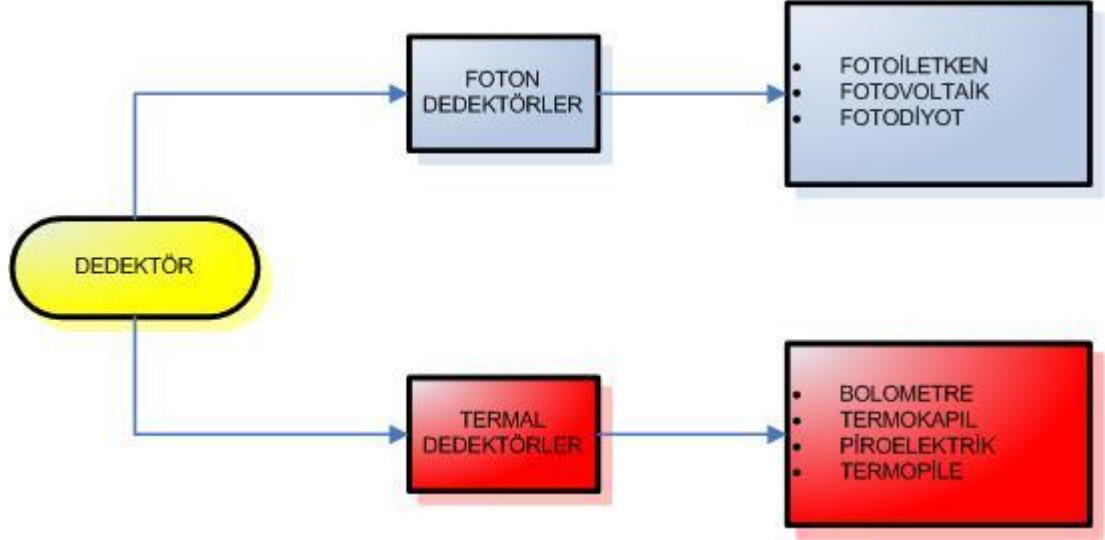 FOTON
DEDEKTÖRLER
• FOTOİLETKEN
• FOTOVOLTAİK
• FOTODİYOT
DEDEKTÖR
TERMAL
DEDEKTÖRLER
• BOLOMETRE
• TERMOKAPIL
• PİROELEKTRİK
• TERMOPİLE